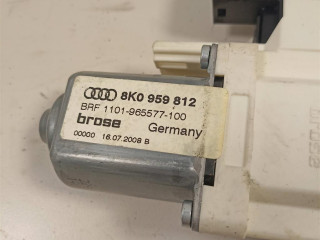 8K0 959 812
BRF 1101-965577-100
brose Germany
00000 16.07.2008 B